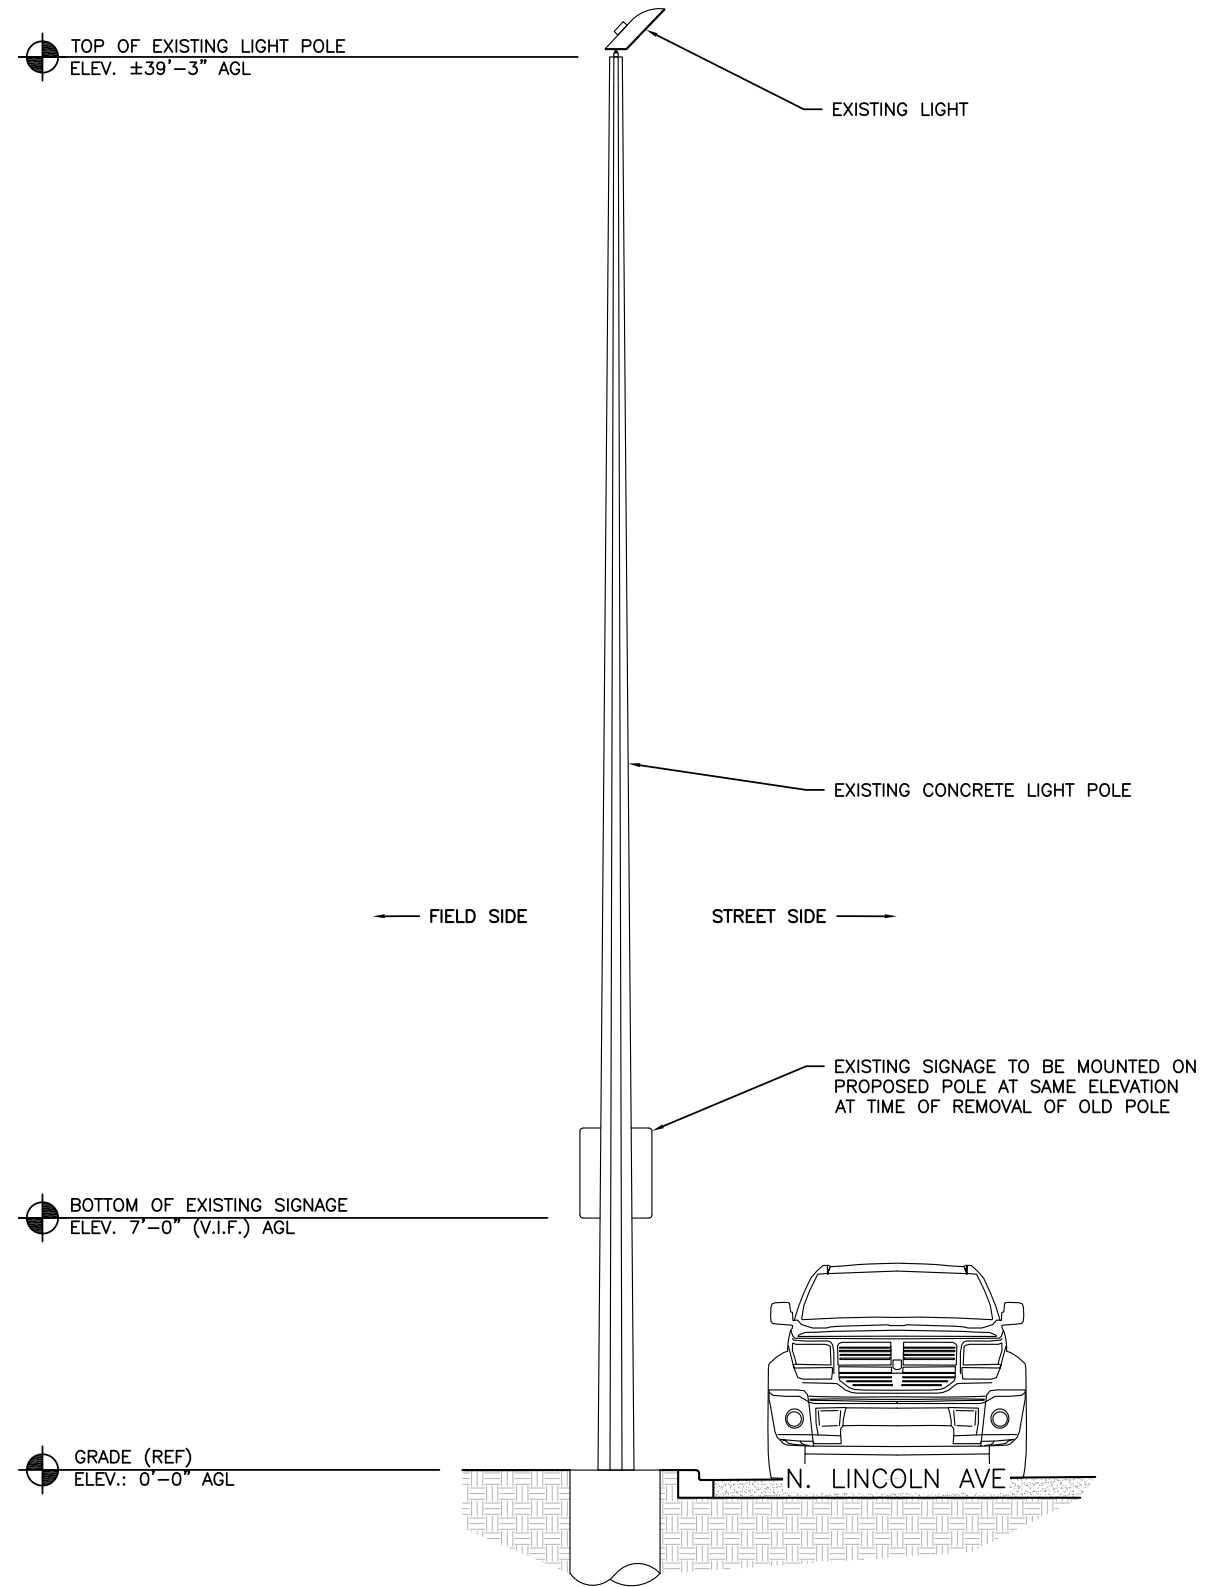 TOP OF EXISTING LIGHT POLE
ELEV. ±39'-3" AGL
EXISTING LIGHT
EXISTING CONCRETE LIGHT POLE
FIELD SIDE
STREET SIDE
EXISTING SIGNAGE TO BE MOUNTED ON
PROPOSED POLE AT SAME ELEVATION
AT TIME OF REMOVAL OF OLD POLE
BOTTOM OF EXISTING SIGNAGE
ELEV. 7'-0" (V.I.F.) AGL
GRADE (REF)
ELEV.: 0'-0" AGL
N. LINCOLN AVE